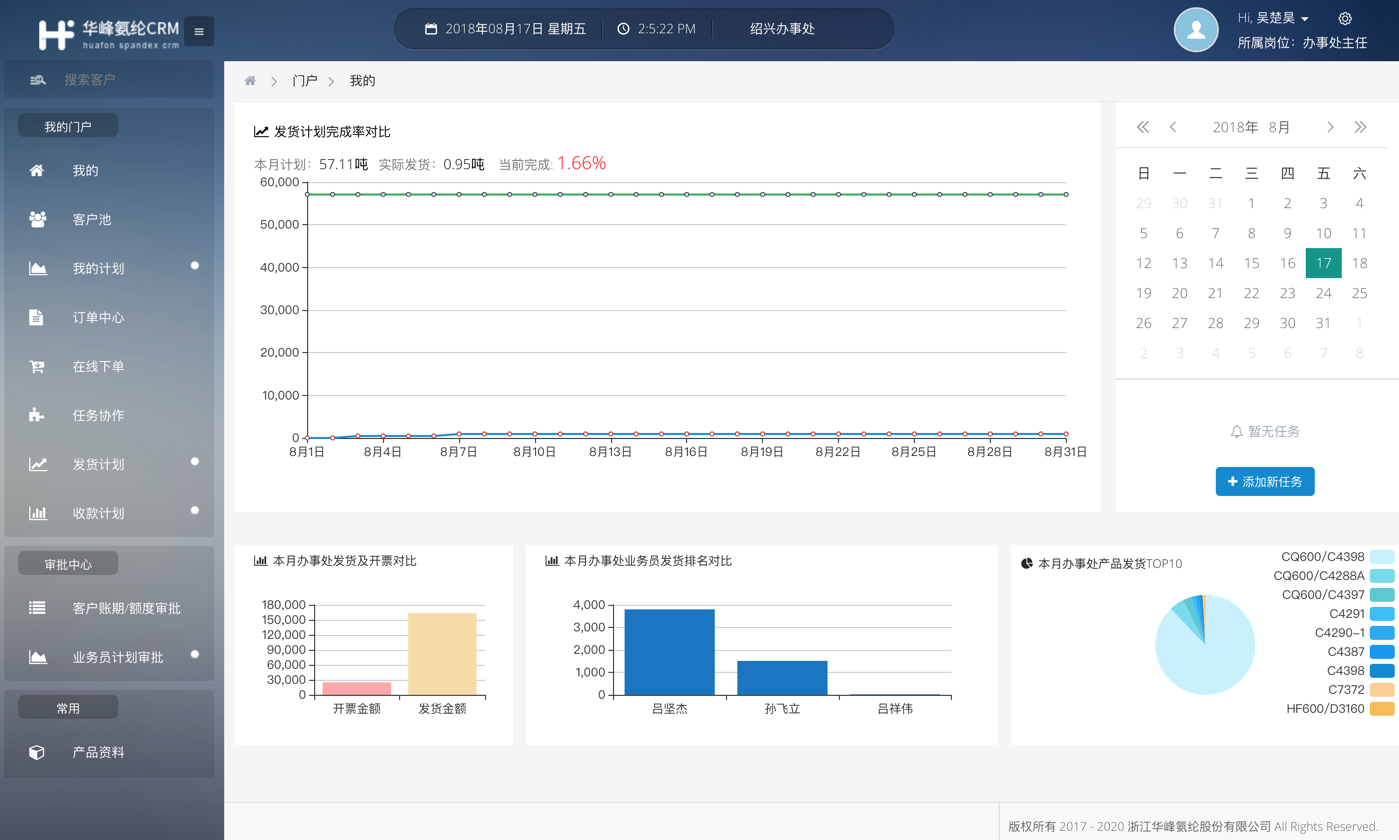 华峰氨纶CRM
huafon spandex crm
2018年08月17日 星期五
2:5:22 PM
绍兴办事处
Hi, 吴楚昊
所属岗位：办事处主任
搜索客户
我的门户
我的
客户池
我的计划
订单中心
在线下单
任务协作
发货计划
收款计划
审批中心
客户账期/额度审批
业务员计划审批
常用
产品资料
门户
我的
发货计划完成率对比
本月计划：57.11吨 实际发货：0.95吨 当前完成: 1.66%
60,000
50,000
40,000
30,000
20,000
10,000
0
8月1日 8月4日 8月7日 8月10日 8月13日 8月16日 8月19日 8月22日 8月25日 8月28日 8月31日
2018年 8月
日 一 二 三 四 五 六
29 30 31 1 2 3 4
5 6 7 8 9 10 11
12 13 14 15 16 17 18
19 20 21 22 23 24 25
26 27 28 29 30 31 1
2 3 4 5 6 7 8
暂无任务
添加新任务
本月办事处发货及开票对比
180,000
150,000
120,000
90,000
60,000
30,000
0
开票金额 发货金额
本月办事处业务员发货排名对比
4,000
3,000
2,000
1,000
0
吕坚杰 孙飞立 吕祥伟
本月办事处产品发货TOP10
CQ600/C4398
CQ600/C4288A
CQ600/C4397
C4291
C4290-1
C4387
C4398
C7372
HF600/D3160
版权所有 2017 - 2020 浙江华峰氨纶股份有限公司 All Rights Reserved.